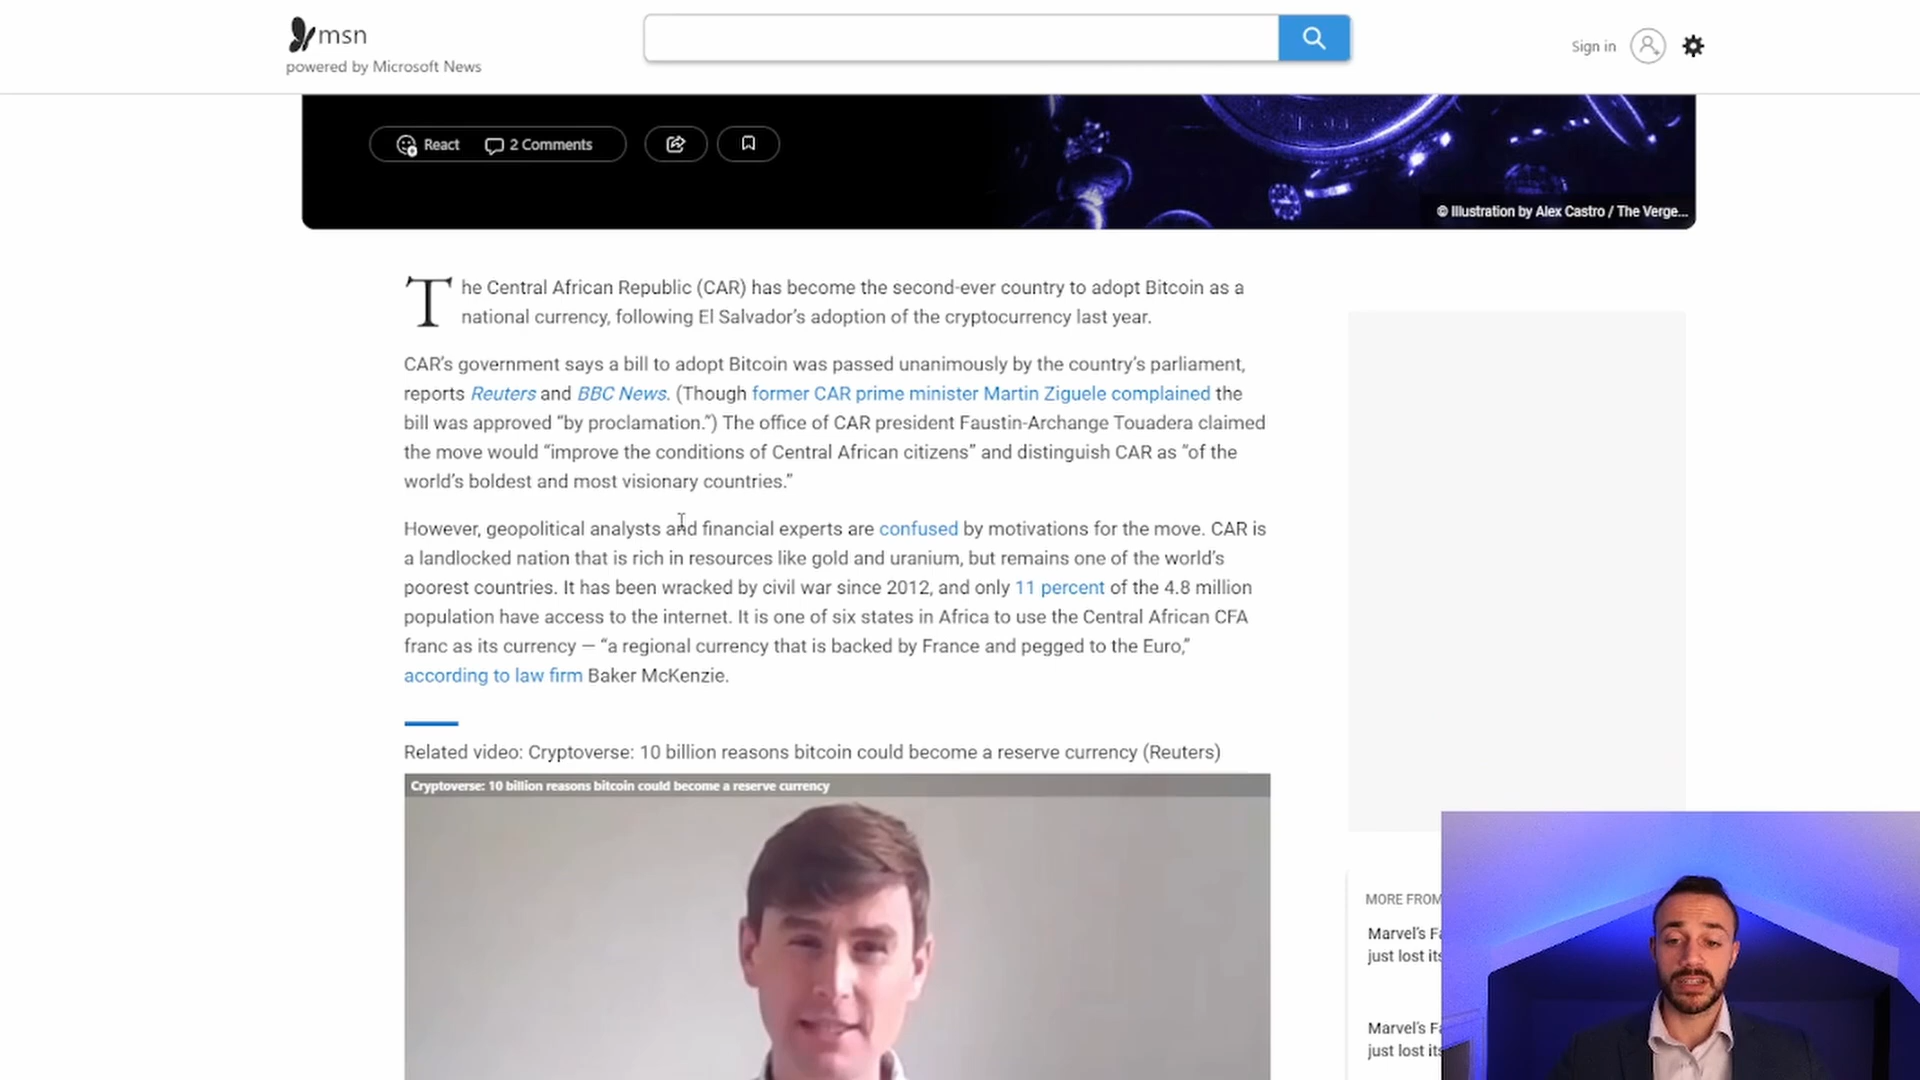 msn
powered by Microsoft News
Sign in
React
2 Comments
© Illustration by Alex Castro / The Verge...
The Central African Republic (CAR) has become the second-ever country to adopt Bitcoin as a
national currency, following El Salvador's adoption of the cryptocurrency last year.
CAR's government says a bill to adopt Bitcoin was passed unanimously by the country's parliament,
reports Reuters and BBC News. (Though former CAR prime minister Martin Ziguele complained the
bill was approved “by proclamation.”) The office of CAR president Faustin-Archange Touadera claimed
the move would “improve the conditions of Central African citizens” and distinguish CAR as “of the
world's boldest and most visionary countries.”
However, geopolitical analysts and financial experts are confused by motivations for the move. CAR is
a landlocked nation that is rich in resources like gold and uranium, but remains one of the world's
poorest countries. It has been wracked by civil war since 2012, and only 11 percent of the 4.8 million
population have access to the internet. It is one of six states in Africa to use the Central African CFA
franc as its currency — “a regional currency that is backed by France and pegged to the Euro,”
according to law firm Baker McKenzie.
Related video: Cryptoverse: 10 billion reasons bitcoin could become a reserve currency (Reuters)
Cryptoverse: 10 billion reasons bitcoin could become a reserve currency
MORE FROM
Marvel's
just lost
Marvel's
just lost